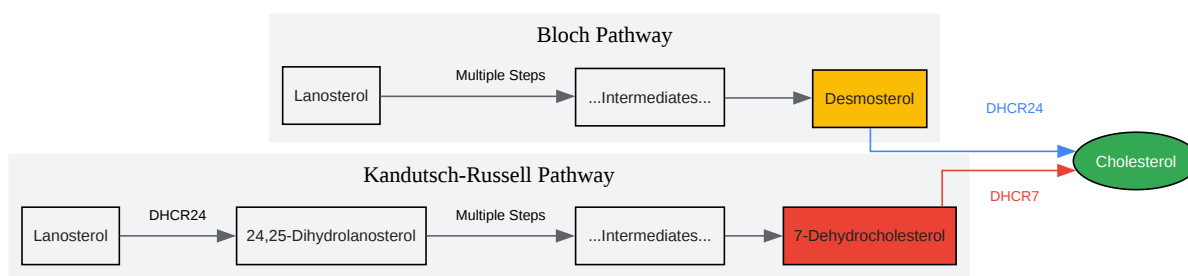 Bloch Pathway
Lanosterol
Multiple Steps
...Intermediates...
Desmosterol
DHCR24
Cholesterol
DHCR7
Kandutsch-Russell Pathway
Lanosterol
DHCR24
24,25-Dihydrolanosterol
Multiple Steps
...Intermediates...
7-Dehydrocholesterol